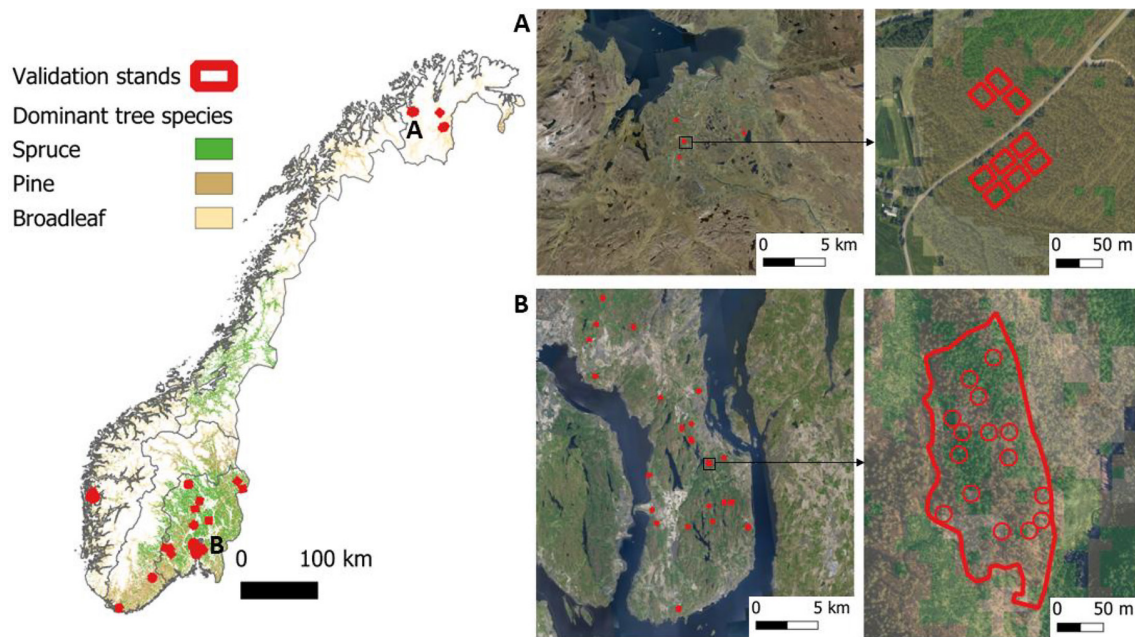 Validation stands
Dominant tree species
Spruce
Pine
Broadleaf
A
B
0 100 km
A
0 5 km
0 50 m
B
0 5 km
0 50 m